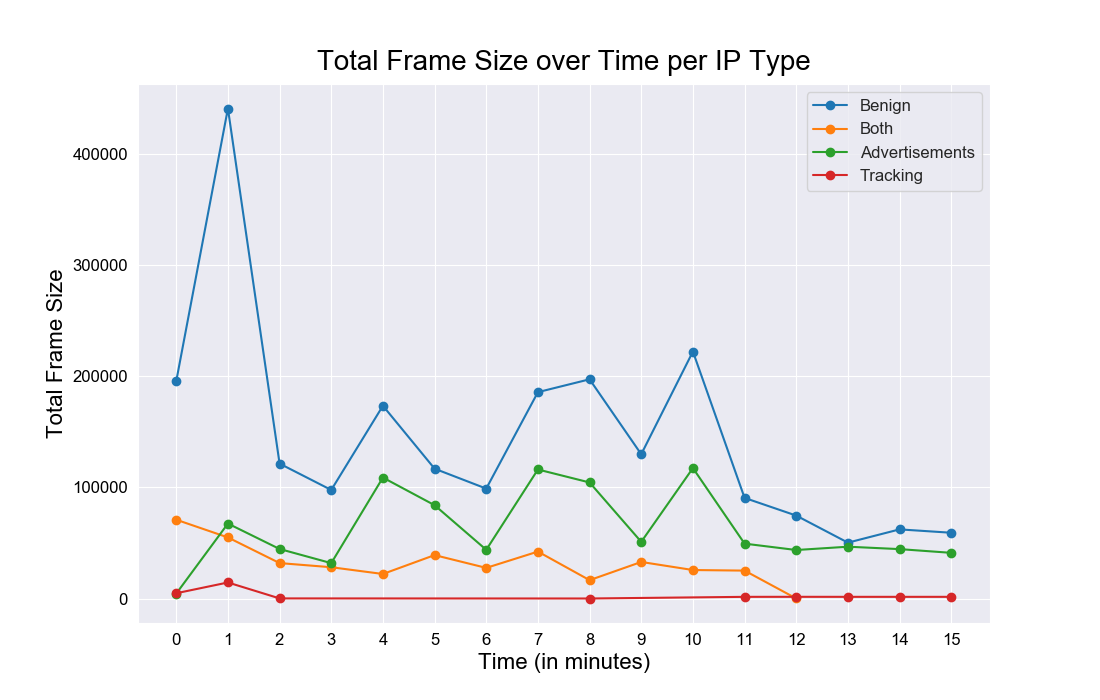 Total Frame Size over Time per IP Type
Benign
Both
Advertisements
Tracking
Total Frame Size
400000
300000
200000
100000
0
0 1 2 3 4 5 6 7 8 9 10 11 12 13 14 15
Time (in minutes)